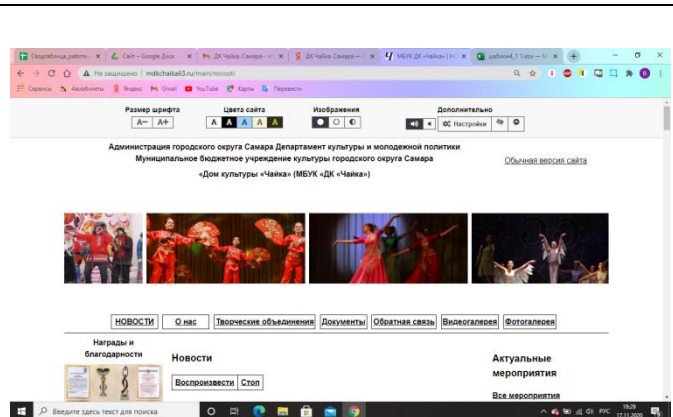 Сводтаблица_работы
Сайт – Google Диск
ДК Чайка. Самара
ДК Чайка, Самара
МБУК ДК «Чайка»
шаблон4_1 1.xlsx
Не защищено | mdkchaika63.ru/main/novosti
Сервисы Авиабилеты Яндекс Gmail YouTube Карты Перевести
Размер шрифта Цвета сайта Изображения Дополнительно
A– A+ A A A A A Настройки
Администрация городского округа Самара Департамент культуры и молодежной политики
Муниципальное бюджетное учреждение культуры городского округа Самара
«Дом культуры «Чайка» (МБУК «ДК «Чайка»)
Обычная версия сайта
НОВОСТИ О нас Творческие объединения Документы Обратная связь Видеогалерея Фотогалерея
Награды и
благодарности
Новости
Воспроизвести Стоп
Актуальные
мероприятия
Все мероприятия
Введите здесь текст для поиска
РУС
19:29
17.11.2020